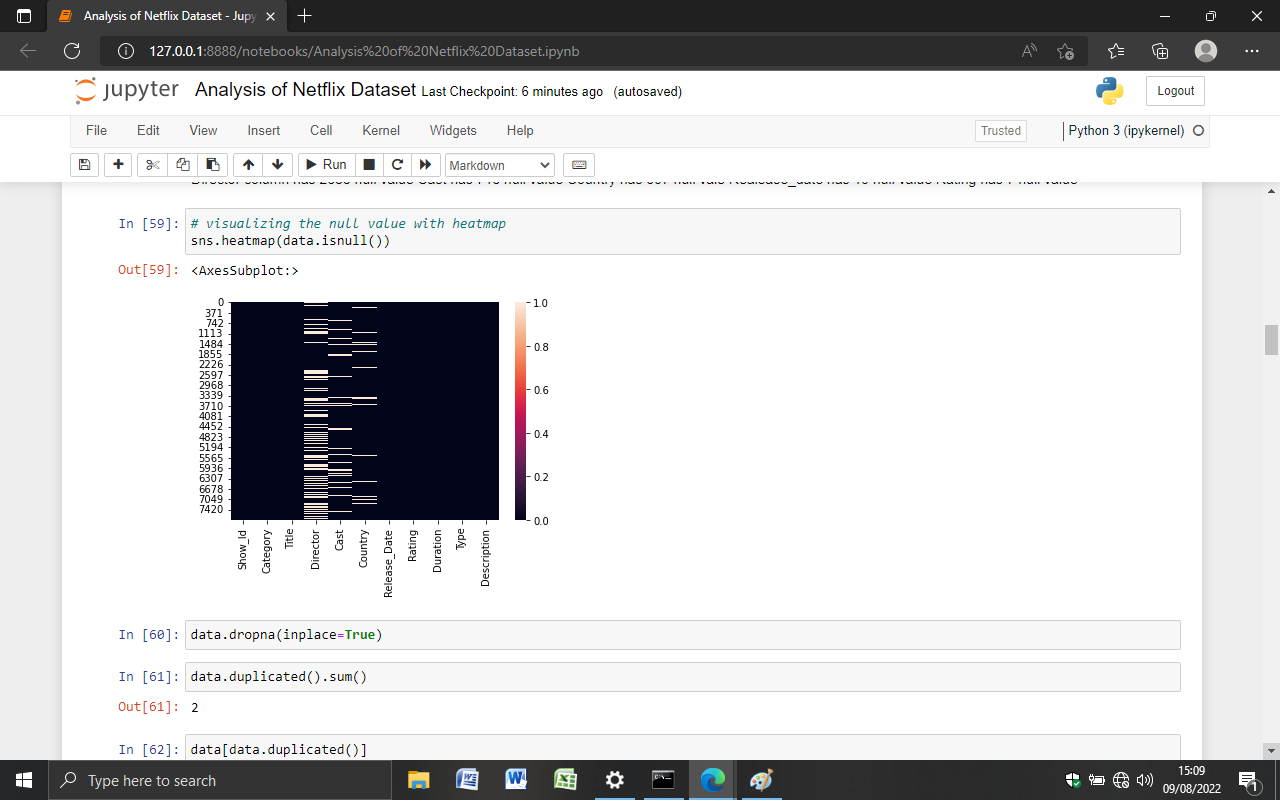 Analysis of Netflix Dataset - Jupy
127.0.0.1:8888/notebooks/Analysis%20of%20Netflix%20Dataset.ipynb
jupyter Analysis of Netflix Dataset Last Checkpoint: 6 minutes ago (autosaved)
Logout
File Edit View Insert Cell Kernel Widgets Help
Trusted
Python 3 (ipykernel)
Run
Markdown
In [59]: # visualizing the null value with heatmap
sns.heatmap(data.isnull())
Out[59]: <AxesSubplot:>
0
371
742
1113
1484
1855
2226
2597
2968
3339
3710
4081
4452
4823
5194
5565
5936
6307
6678
7049
7420
1.0
0.8
0.6
0.4
0.2
0.0
Show_Id
Category
Title
Director
Cast
Country
Release_Date
Rating
Duration
Type
Description
In [60]: data.dropna(inplace=True)
In [61]: data.duplicated().sum()
Out[61]: 2
In [62]: data[data.duplicated()]
Type here to search
15:09
09/08/2022
1